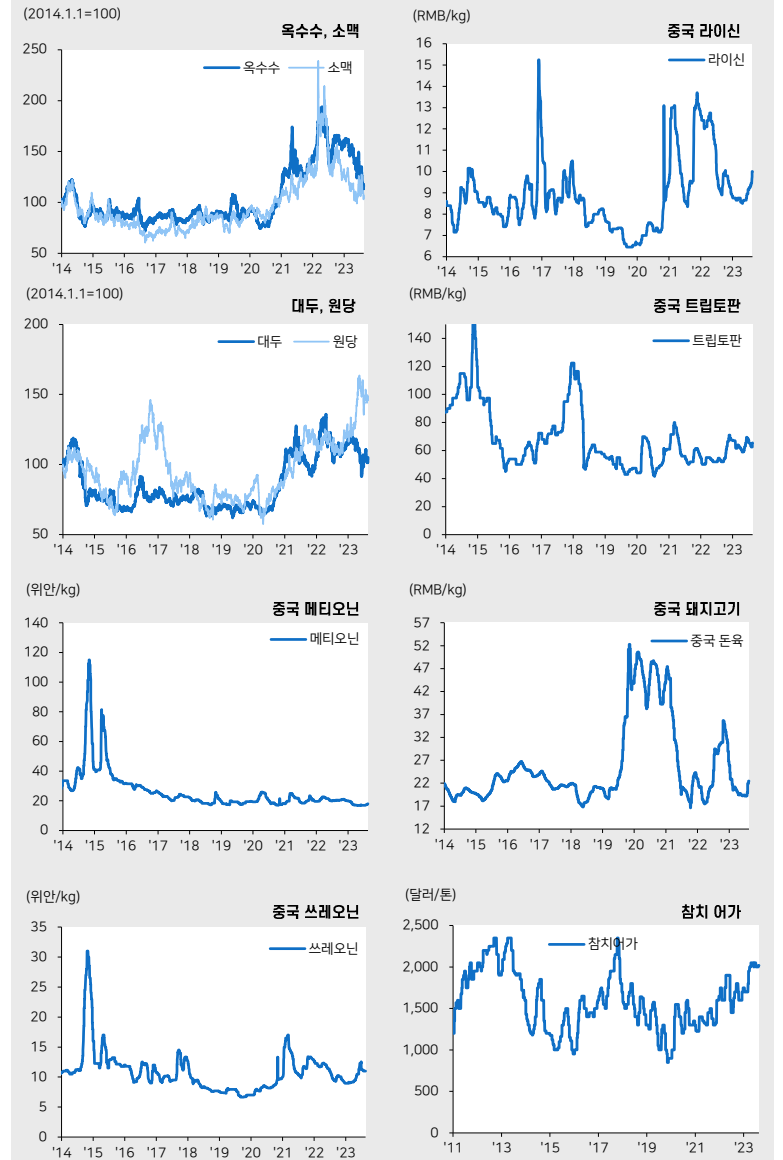 (2014.1.1=100)
옥수수, 소맥
옥수수 소맥
250
200
150
100
50
'14 '15 '16 '17 '18 '19 '20 '21 '22 '23
(RMB/kg)
중국 라이신
라이신
16
15
14
13
12
11
10
9
8
7
6
'14 '15 '16 '17 '18 '19 '20 '21 '22 '23
(2014.1.1=100)
대두, 원당
대두 원당
200
150
100
50
'14 '15 '16 '17 '18 '19 '20 '21 '22 '23
(RMB/kg)
중국 트립토판
트립토판
140
120
100
80
60
40
20
0
'14 '15 '16 '17 '18 '19 '20 '21 '22 '23
(위안/kg)
중국 메티오닌
메티오닌
140
120
100
80
60
40
20
0
'14 '15 '16 '17 '18 '19 '20 '21 '22 '23
(RMB/kg)
중국 돼지고기
중국 돈육
57
52
47
42
37
32
27
22
17
12
'14 '15 '16 '17 '18 '19 '20 '21 '22 '23
(위안/kg)
중국 쓰레오닌
쓰레오닌
35
30
25
20
15
10
5
0
'14 '15 '16 '17 '18 '19 '20 '21 '22 '23
(달러/톤)
참치 어가
참치어가
2,500
2,000
1,500
1,000
500
0
'11 '13 '15 '17 '19 '21 '23